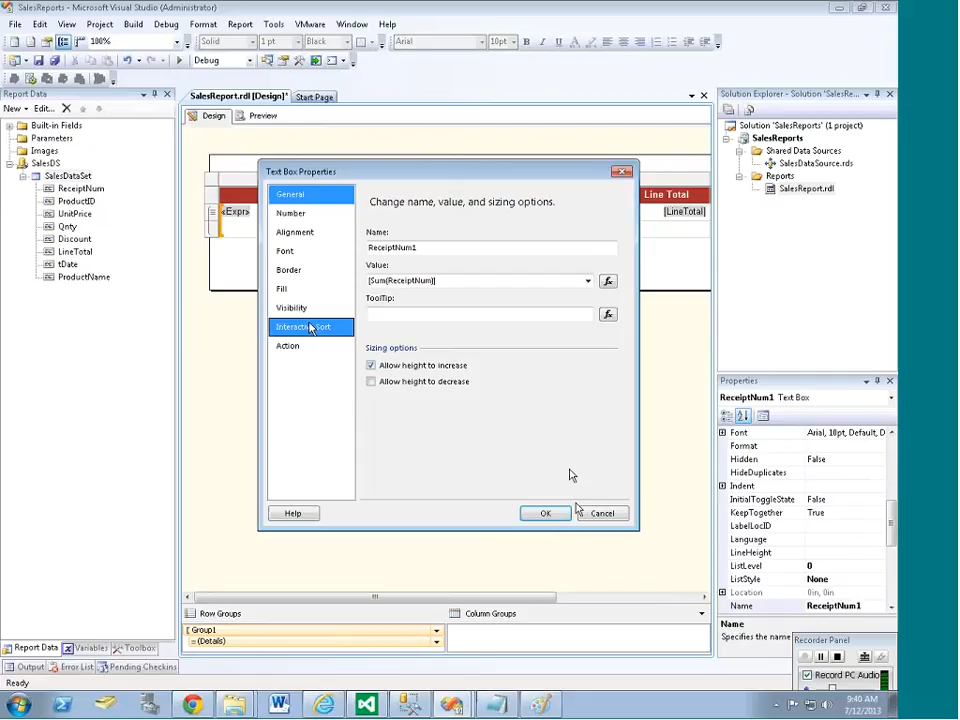 SalesReports - Microsoft Visual Studio (Administrator)
File Edit View Project Build Debug Format Report Tools VMware Window Help
100% Solid 1 pt Black Arial 10pt
Debug
Report Data
New Edit...
Built-in Fields
Parameters
Images
SalesDS
SalesDataSet
ReceiptNum
ProductID
UnitPrice
Qnty
Discount
LineTotal
tDate
ProductName
SalesReport.rdl [Design]* Start Page
Design Preview
«Expr»
Line Total
[LineTotal]
Text Box Properties
General
Number
Alignment
Font
Border
Fill
Visibility
Interactive Sort
Action
Change name, value, and sizing options.
Name:
ReceiptNum1
Value:
[Sum(ReceiptNum)]
ToolTip:
Sizing options
Allow height to increase
Allow height to decrease
Help OK Cancel
Row Groups Column Groups
[ Group1
(Details)
Solution Explorer - Solution 'SalesRe...
Solution 'SalesReports' (1 project)
SalesReports
Shared Data Sources
SalesDataSource.rds
Reports
SalesReport.rdl
Properties
ReceiptNum1 Text Box
Font Arial, 10pt, Default, D
Format
Hidden False
HideDuplicates
Indent
InitialToggleState False
KeepTogether True
LabelLocID
Language
LineHeight
ListLevel 0
ListStyle None
Location 0in, 0in
Name ReceiptNum1
Name
Specifies the name
Recorder Panel
Record PC Audio
Report Data Variables Toolbox
Output Error List Pending Checkins
Ready
9:40 AM
7/12/2013